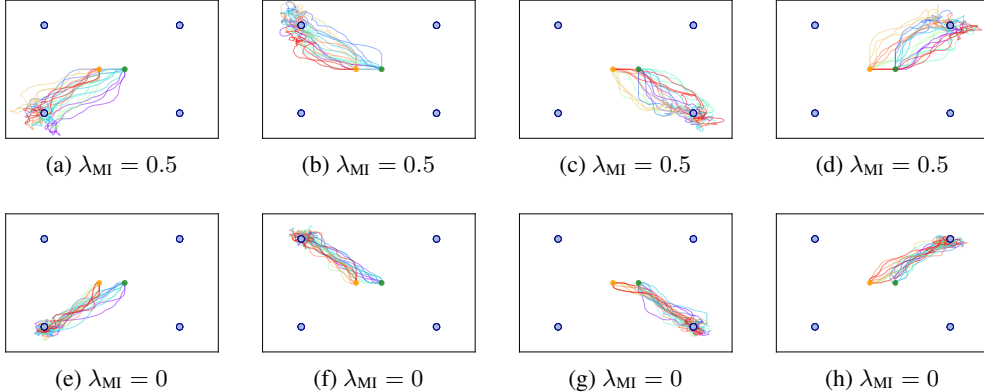 (a) λ_MI = 0.5
(b) λ_MI = 0.5
(c) λ_MI = 0.5
(d) λ_MI = 0.5
(e) λ_MI = 0
(f) λ_MI = 0
(g) λ_MI = 0
(h) λ_MI = 0